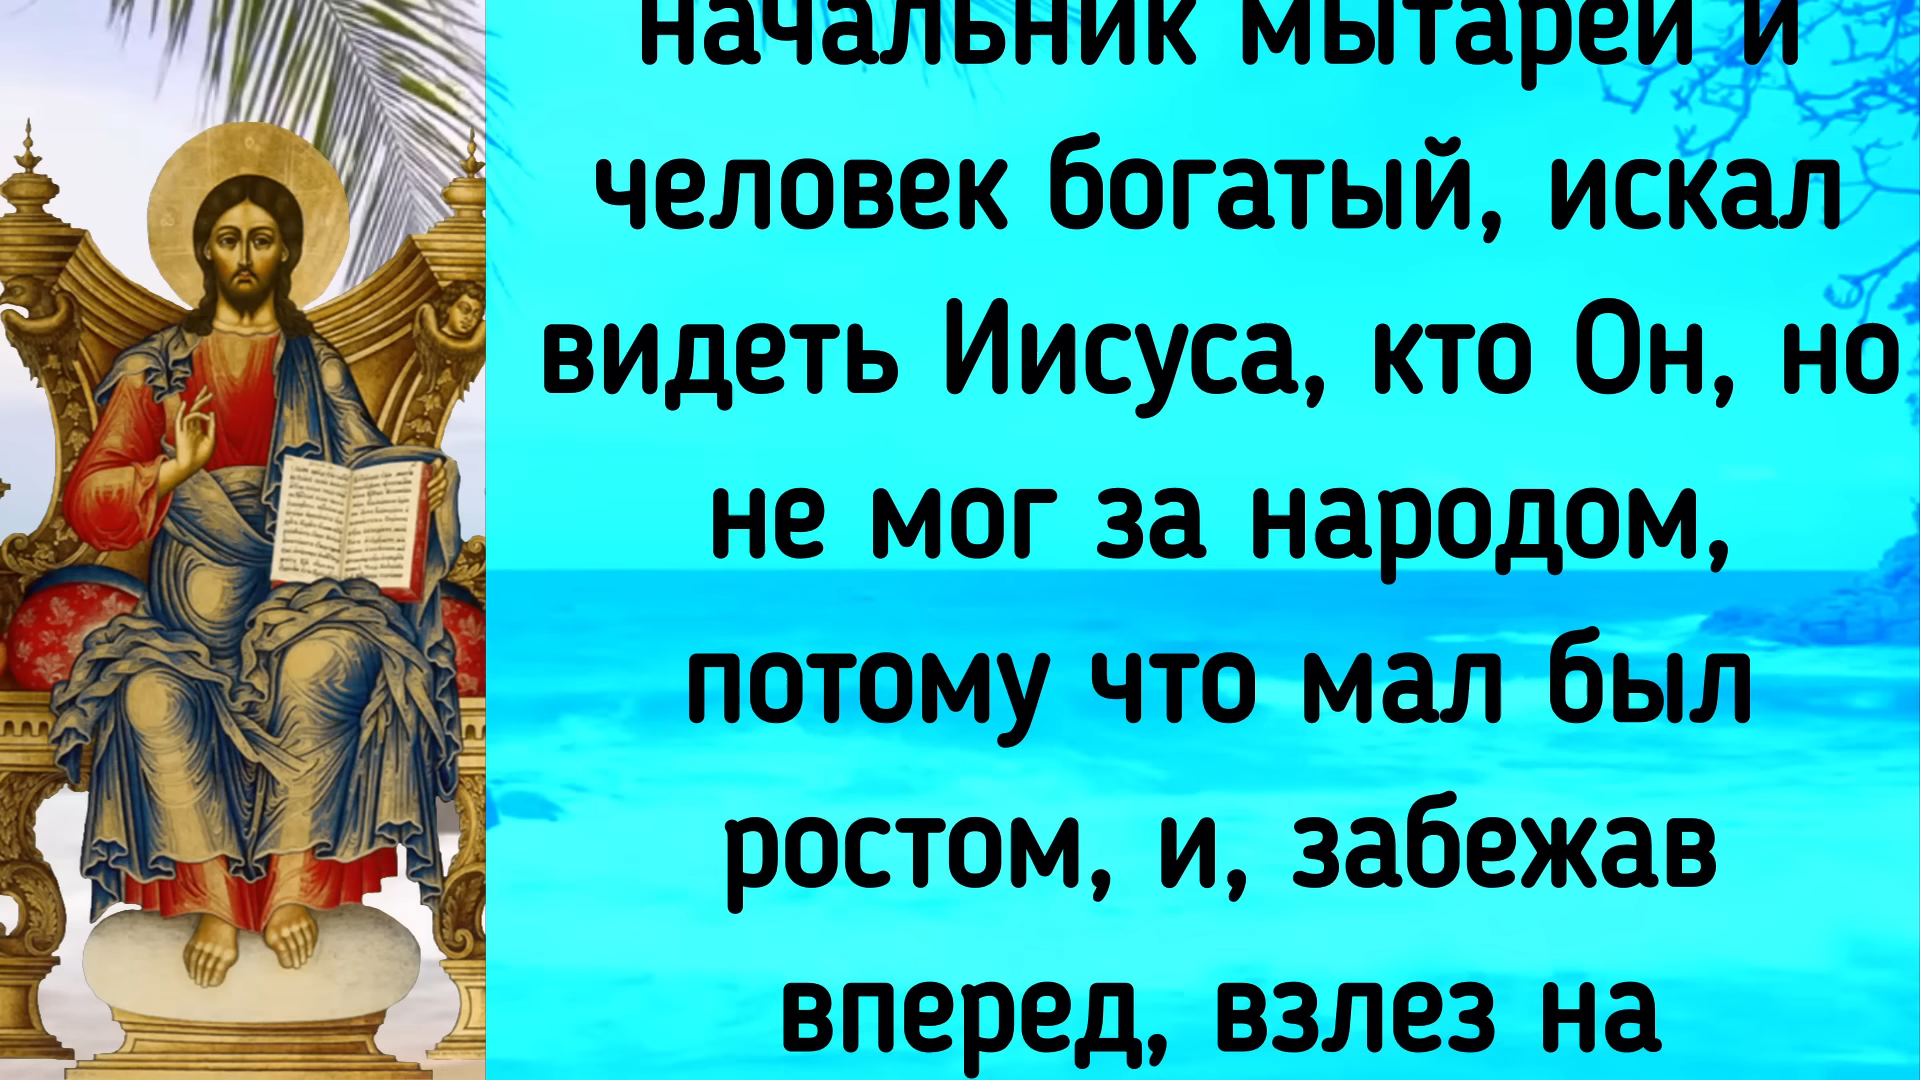 начальник мытарей и
человек богатый, искал
видеть Иисуса, кто Он, но
не мог за народом,
потому что мал был
ростом, и, забежав
вперед, взлез на